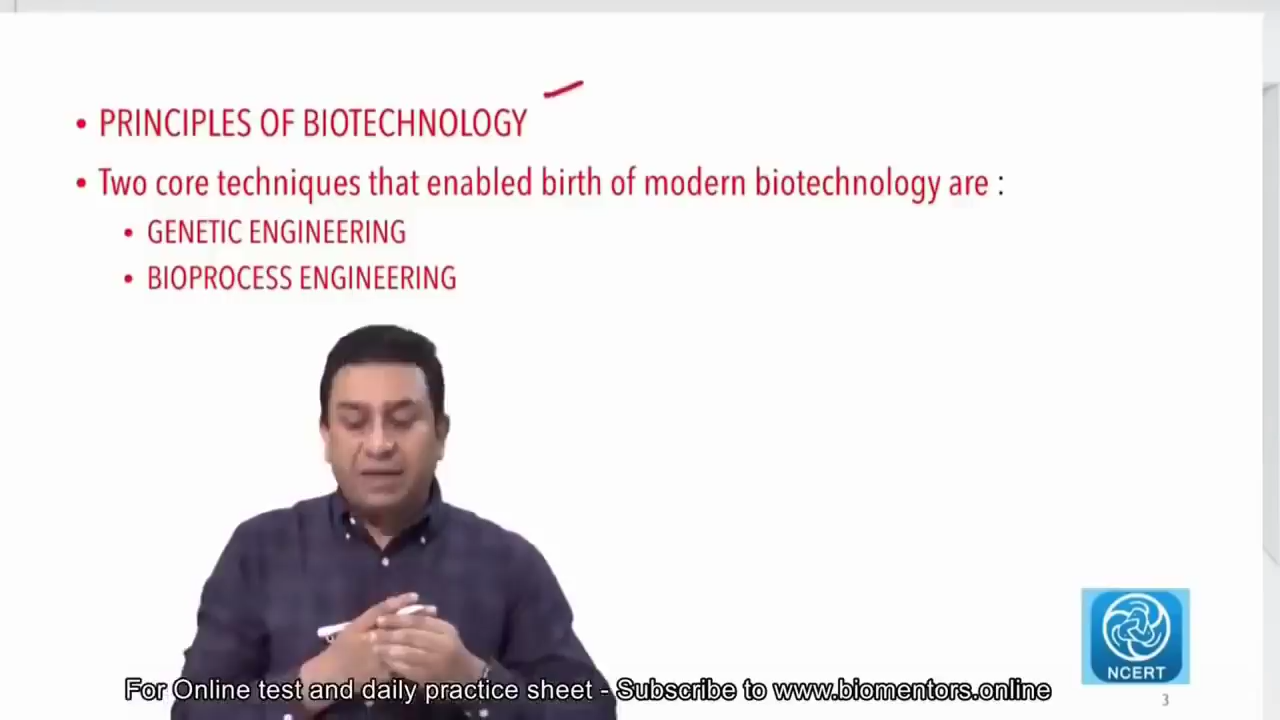 • PRINCIPLES OF BIOTECHNOLOGY
• Two core techniques that enabled birth of modern biotechnology are :
• GENETIC ENGINEERING
• BIOPROCESS ENGINEERING
NCERT
For Online test and daily practice sheet - Subscribe to www.biomentors.online
3